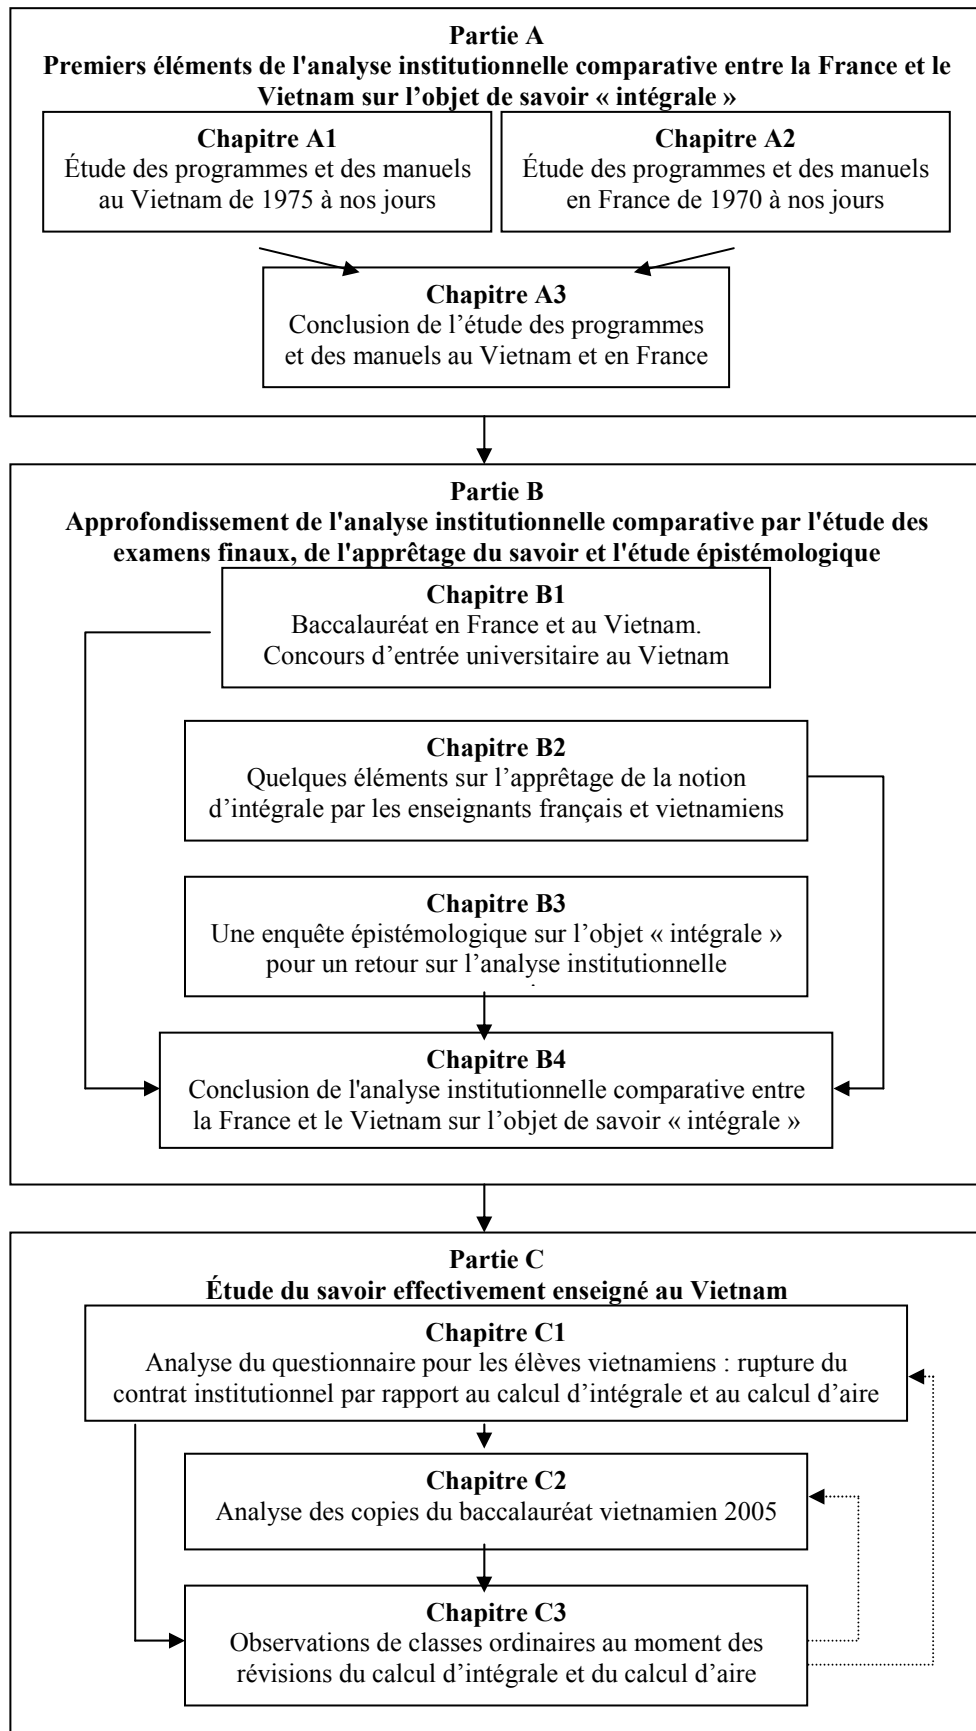 Partie A
Premiers éléments de l'analyse institutionnelle comparative entre la France et le
Vietnam sur l’objet de savoir « intégrale »
Chapitre A1
Étude des programmes et des manuels
au Vietnam de 1975 à nos jours
Chapitre A2
Étude des programmes et des manuels
en France de 1970 à nos jours
Chapitre A3
Conclusion de l’étude des programmes
et des manuels au Vietnam et en France
Partie B
Approfondissement de l'analyse institutionnelle comparative par l'étude des
examens finaux, de l'apprêtage du savoir et l'étude épistémologique
Chapitre B1
Baccalauréat en France et au Vietnam.
Concours d’entrée universitaire au Vietnam
Chapitre B2
Quelques éléments sur l’apprêtage de la notion
d’intégrale par les enseignants français et vietnamiens
Chapitre B3
Une enquête épistémologique sur l’objet « intégrale »
pour un retour sur l’analyse institutionnelle
Chapitre B4
Conclusion de l'analyse institutionnelle comparative entre
la France et le Vietnam sur l’objet de savoir « intégrale »
Partie C
Étude du savoir effectivement enseigné au Vietnam
Chapitre C1
Analyse du questionnaire pour les élèves vietnamiens : rupture du
contrat institutionnel par rapport au calcul d’intégrale et au calcul d’aire
Chapitre C2
Analyse des copies du baccalauréat vietnamien 2005
Chapitre C3
Observations de classes ordinaires au moment des
révisions du calcul d’intégrale et du calcul d’aire